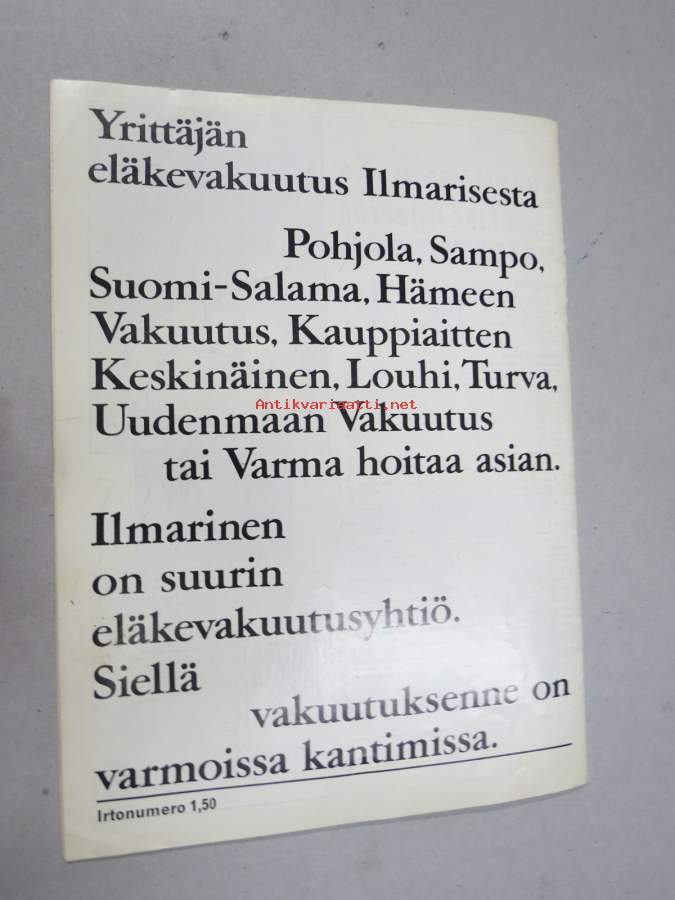 Yrittäjän
eläkevakuutus Ilmarisesta
Pohjola, Sampo,
Suomi-Salama, Hämeen
Vakuutus, Kauppiaitten
Keskinäinen, Louhi, Turva,
Antikvariaatti.net
Uudenmaan Vakuutus
tai Varma hoitaa asian.
Ilmarinen
on suurin
eläkevakuutusyhtiö.
Siellä
vakuutuksenne on
varmoissa kantimissa.
Irtonumero 1,50